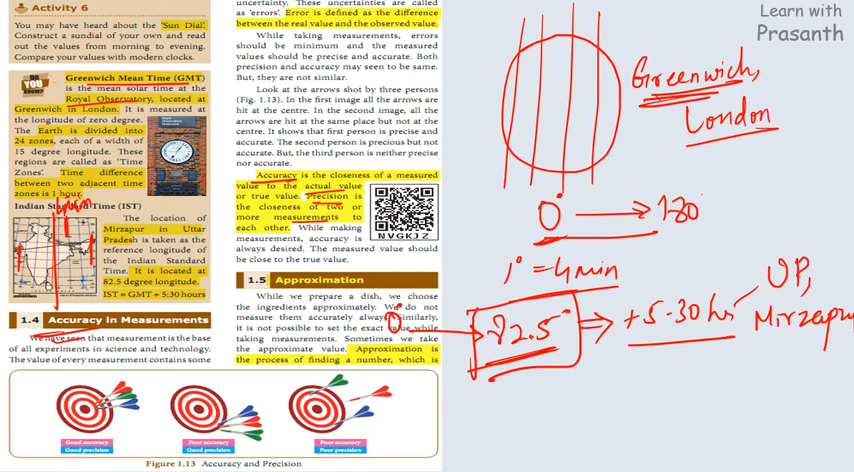 Activity 6
You may have heard about the 'Sun Dial'.
Construct a sundial of your own and read
out the values from morning to evening.
Compare your values with modern clocks.
DO
YOU
KNOW?
Greenwich Mean Time (GMT)
is the mean solar time at the
Royal Observatory, located at
Greenwich in London. It is measured at
the longitude of zero degree.
The Earth is divided into
24 zones, each of a width of
15 degree longitude. These
regions are called as 'Time
Zones'. Time difference
between two adjacent time
zones is 1 hour.
Indian Standard Time (IST)
The location of
Mirzapur in Uttar
Pradesh is taken as the
reference longitude of
the Indian Standard
Time. It is located at
82.5 degree longitude.
IST = GMT + 5:30 hours
1.4 Accuracy in Measurements
We have seen that measurement is the base
of all experiments in science and technology.
The value of every measurement contains some
uncertainty. These uncertainties are called
as 'errors'. Error is defined as the difference
between the real value and the observed value.
While taking measurements, errors
should be minimum and the measured
values should be precise and accurate. Both
precision and accuracy may seen to be same.
But, they are not similar.
Look at the arrows shot by three persons
(Fig. 1.13). In the first image all the arrows are
hit at the centre. In the second image, all the
arrows are hit at the same place but not at the
centre. It shows that first person is precise and
accurate. The second person is precious but not
accurate. But, the third person is neither precise
nor accurate.
Accuracy is the closeness of a measured
value to the actual value
or true value. Precision is
the closeness of two or
more measurements to
each other. While making
measurements, accuracy is
always desired. The measured value should
be close to the true value.
NVGKJZ
1.5 Approximation
While we prepare a dish, we choose
the ingredients approximately. We do not
measure them accurately always. Similarly,
it is not possible to set the exact value while
taking measurements. Sometimes we take
the approximate value. Approximation is
the process of finding a number, which is
Good accuracy
Good precision
Poor accuracy
Good precision
Poor accuracy
Poor precision
Figure 1.13 Accuracy and Precision
Learn with
Prasanth
Greenwich,
London
0° → 180°
1° = 4 min
0°
82.5° ⇒ +5-30 hr
UP,
Mirzapur